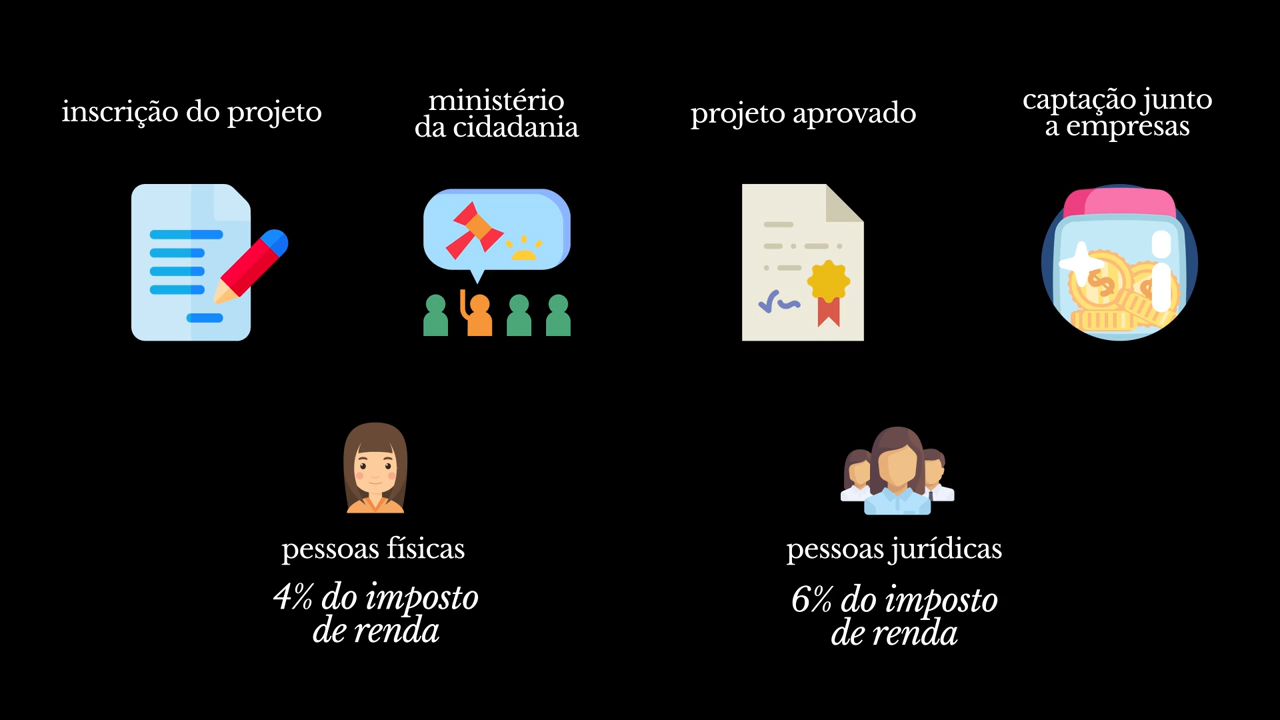 inscrição do projeto
ministério
da cidadania
projeto aprovado
captação junto
a empresas
pessoas físicas
4% do imposto
de renda
pessoas jurídicas
6% do imposto
de renda